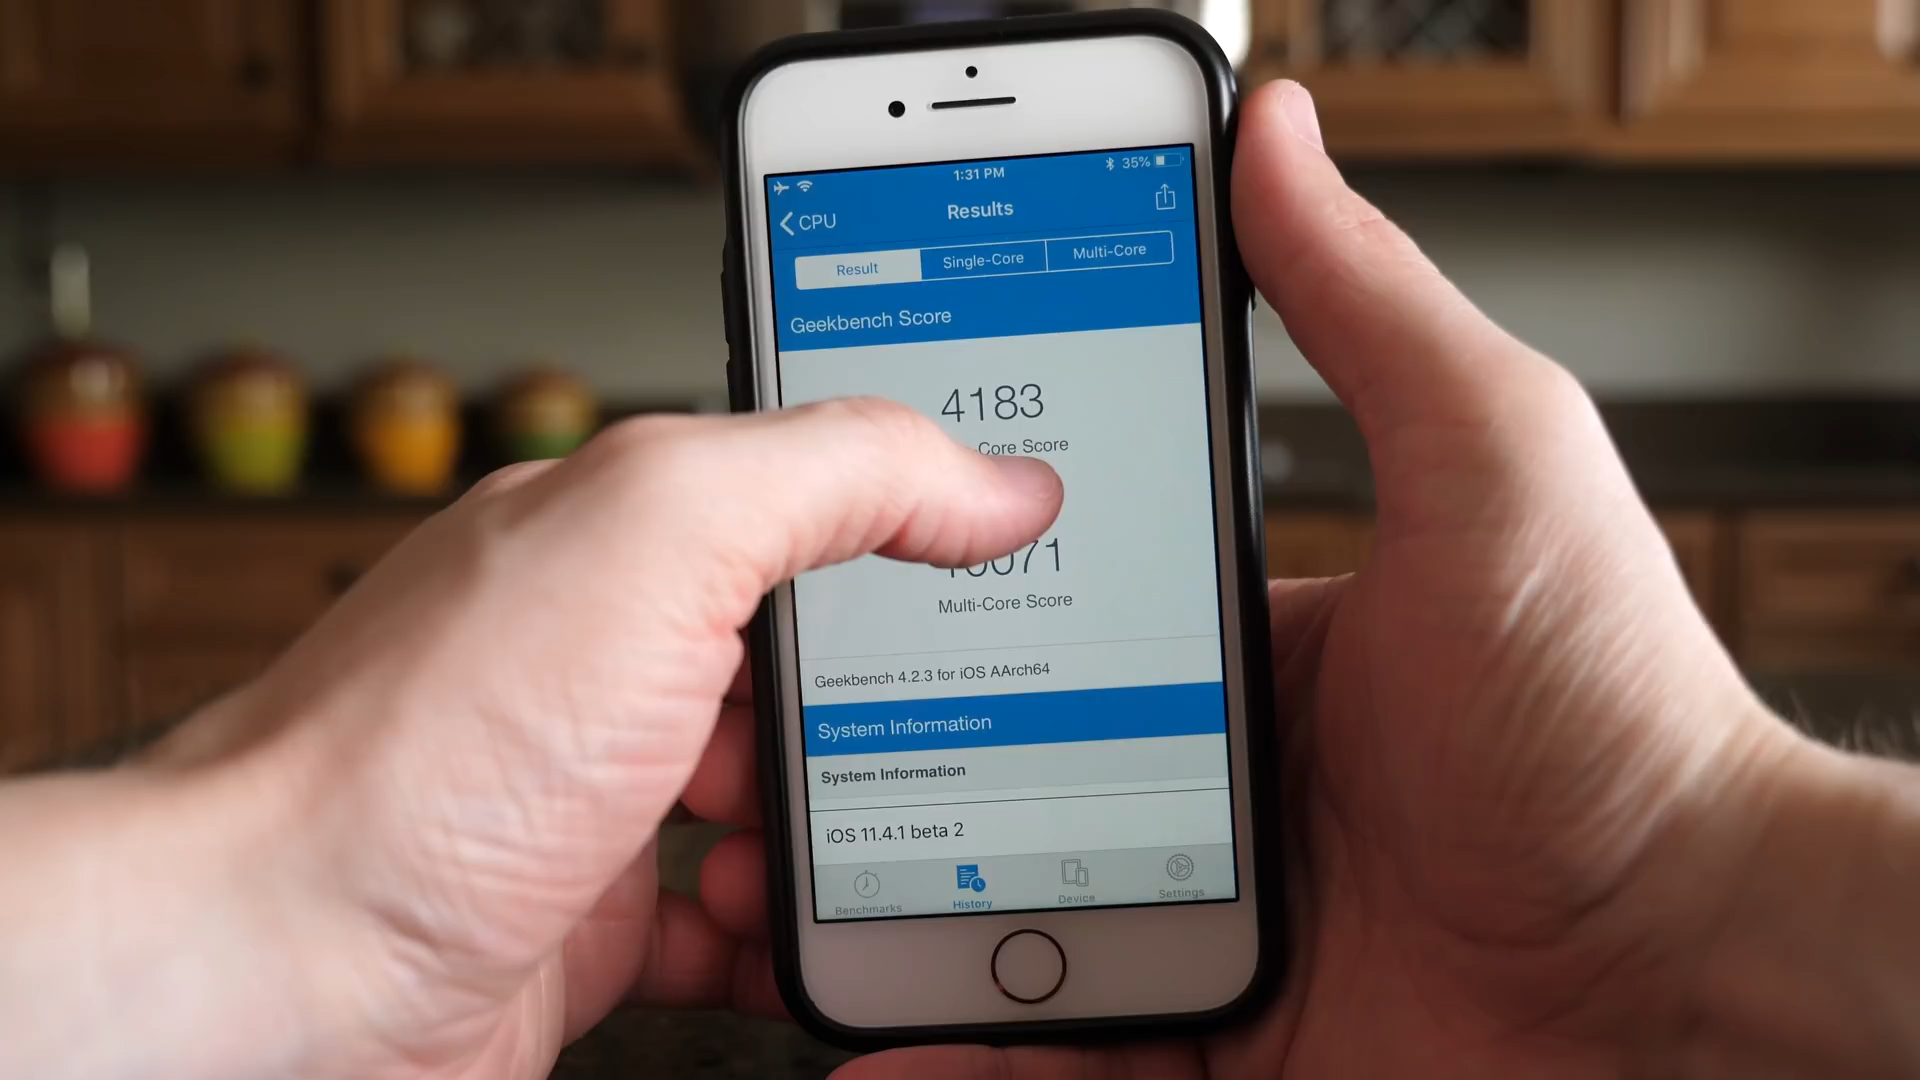 1:31 PM
35%
CPU
Results
Result
Single-Core
Multi-Core
Geekbench Score
4183
-Core Score
Multi-Core Score
Geekbench 4.2.3 for iOS AArch64
System Information
System Information
iOS 11.4.1 beta 2
Benchmarks
History
Device
Settings